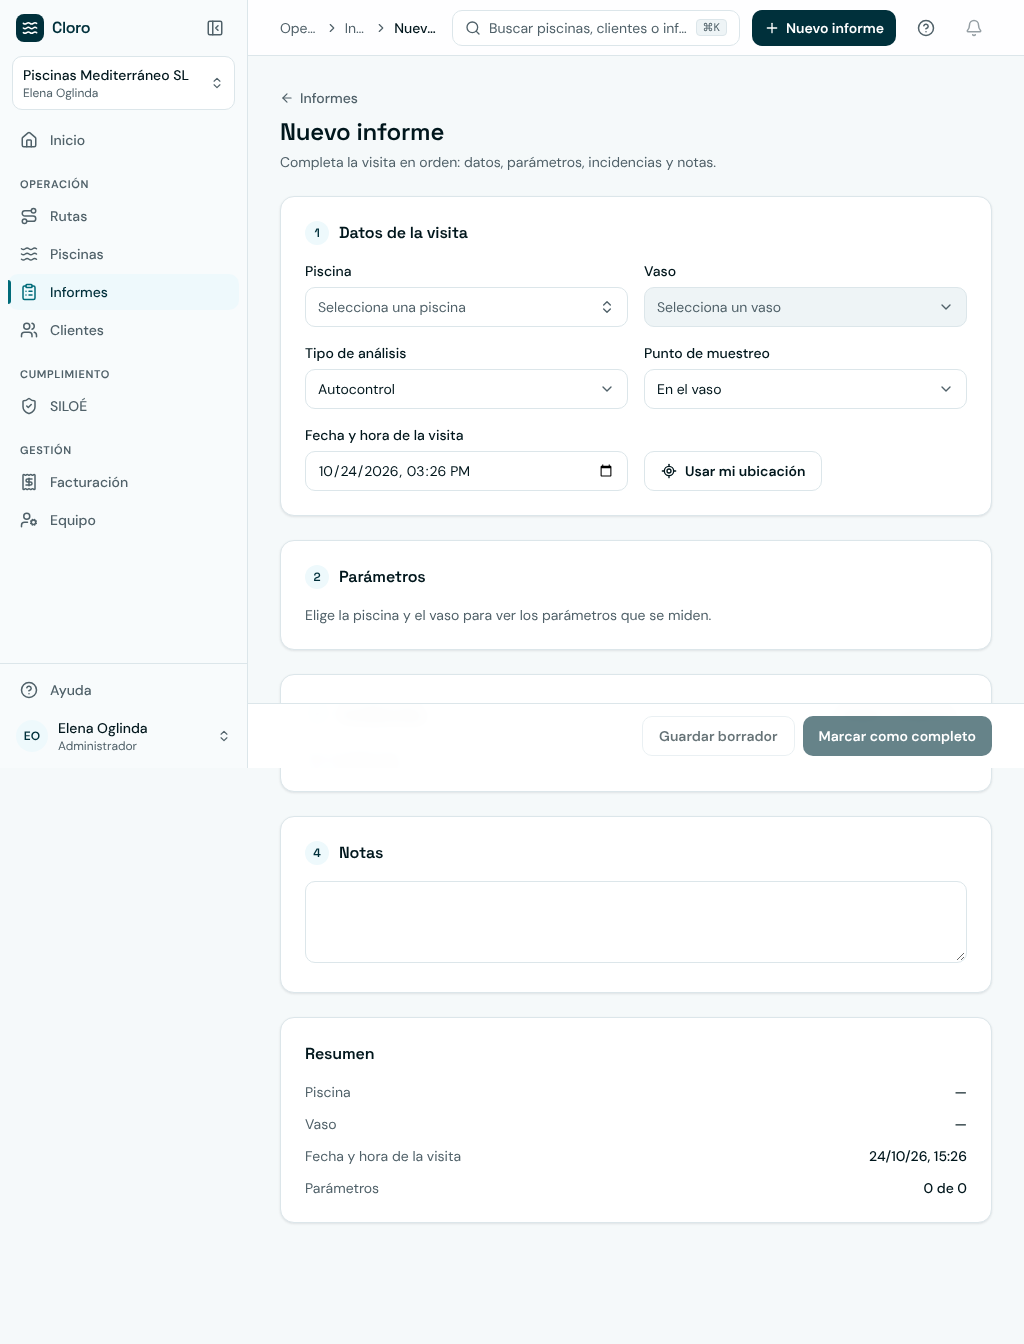 Cloro
Piscinas Mediterráneo SL
Elena Oglinda
Inicio
OPERACIÓN
Rutas
Piscinas
Informes
Clientes
CUMPLIMIENTO
SILOÉ
GESTIÓN
Facturación
Equipo
Ayuda
EO
Elena Oglinda
Administrador
Ope… > In… > Nuev…
Buscar piscinas, clientes o inf… ⌘K
+ Nuevo informe
← Informes
Nuevo informe
Completa la visita en orden: datos, parámetros, incidencias y notas.
1 Datos de la visita
Piscina
Selecciona una piscina
Vaso
Selecciona un vaso
Tipo de análisis
Autocontrol
Punto de muestreo
En el vaso
Fecha y hora de la visita
10/24/2026, 03:26 PM
Usar mi ubicación
2 Parámetros
Elige la piscina y el vaso para ver los parámetros que se miden.
Guardar borrador
Marcar como completo
4 Notas
Resumen
Piscina —
Vaso —
Fecha y hora de la visita 24/10/26, 15:26
Parámetros 0 de 0